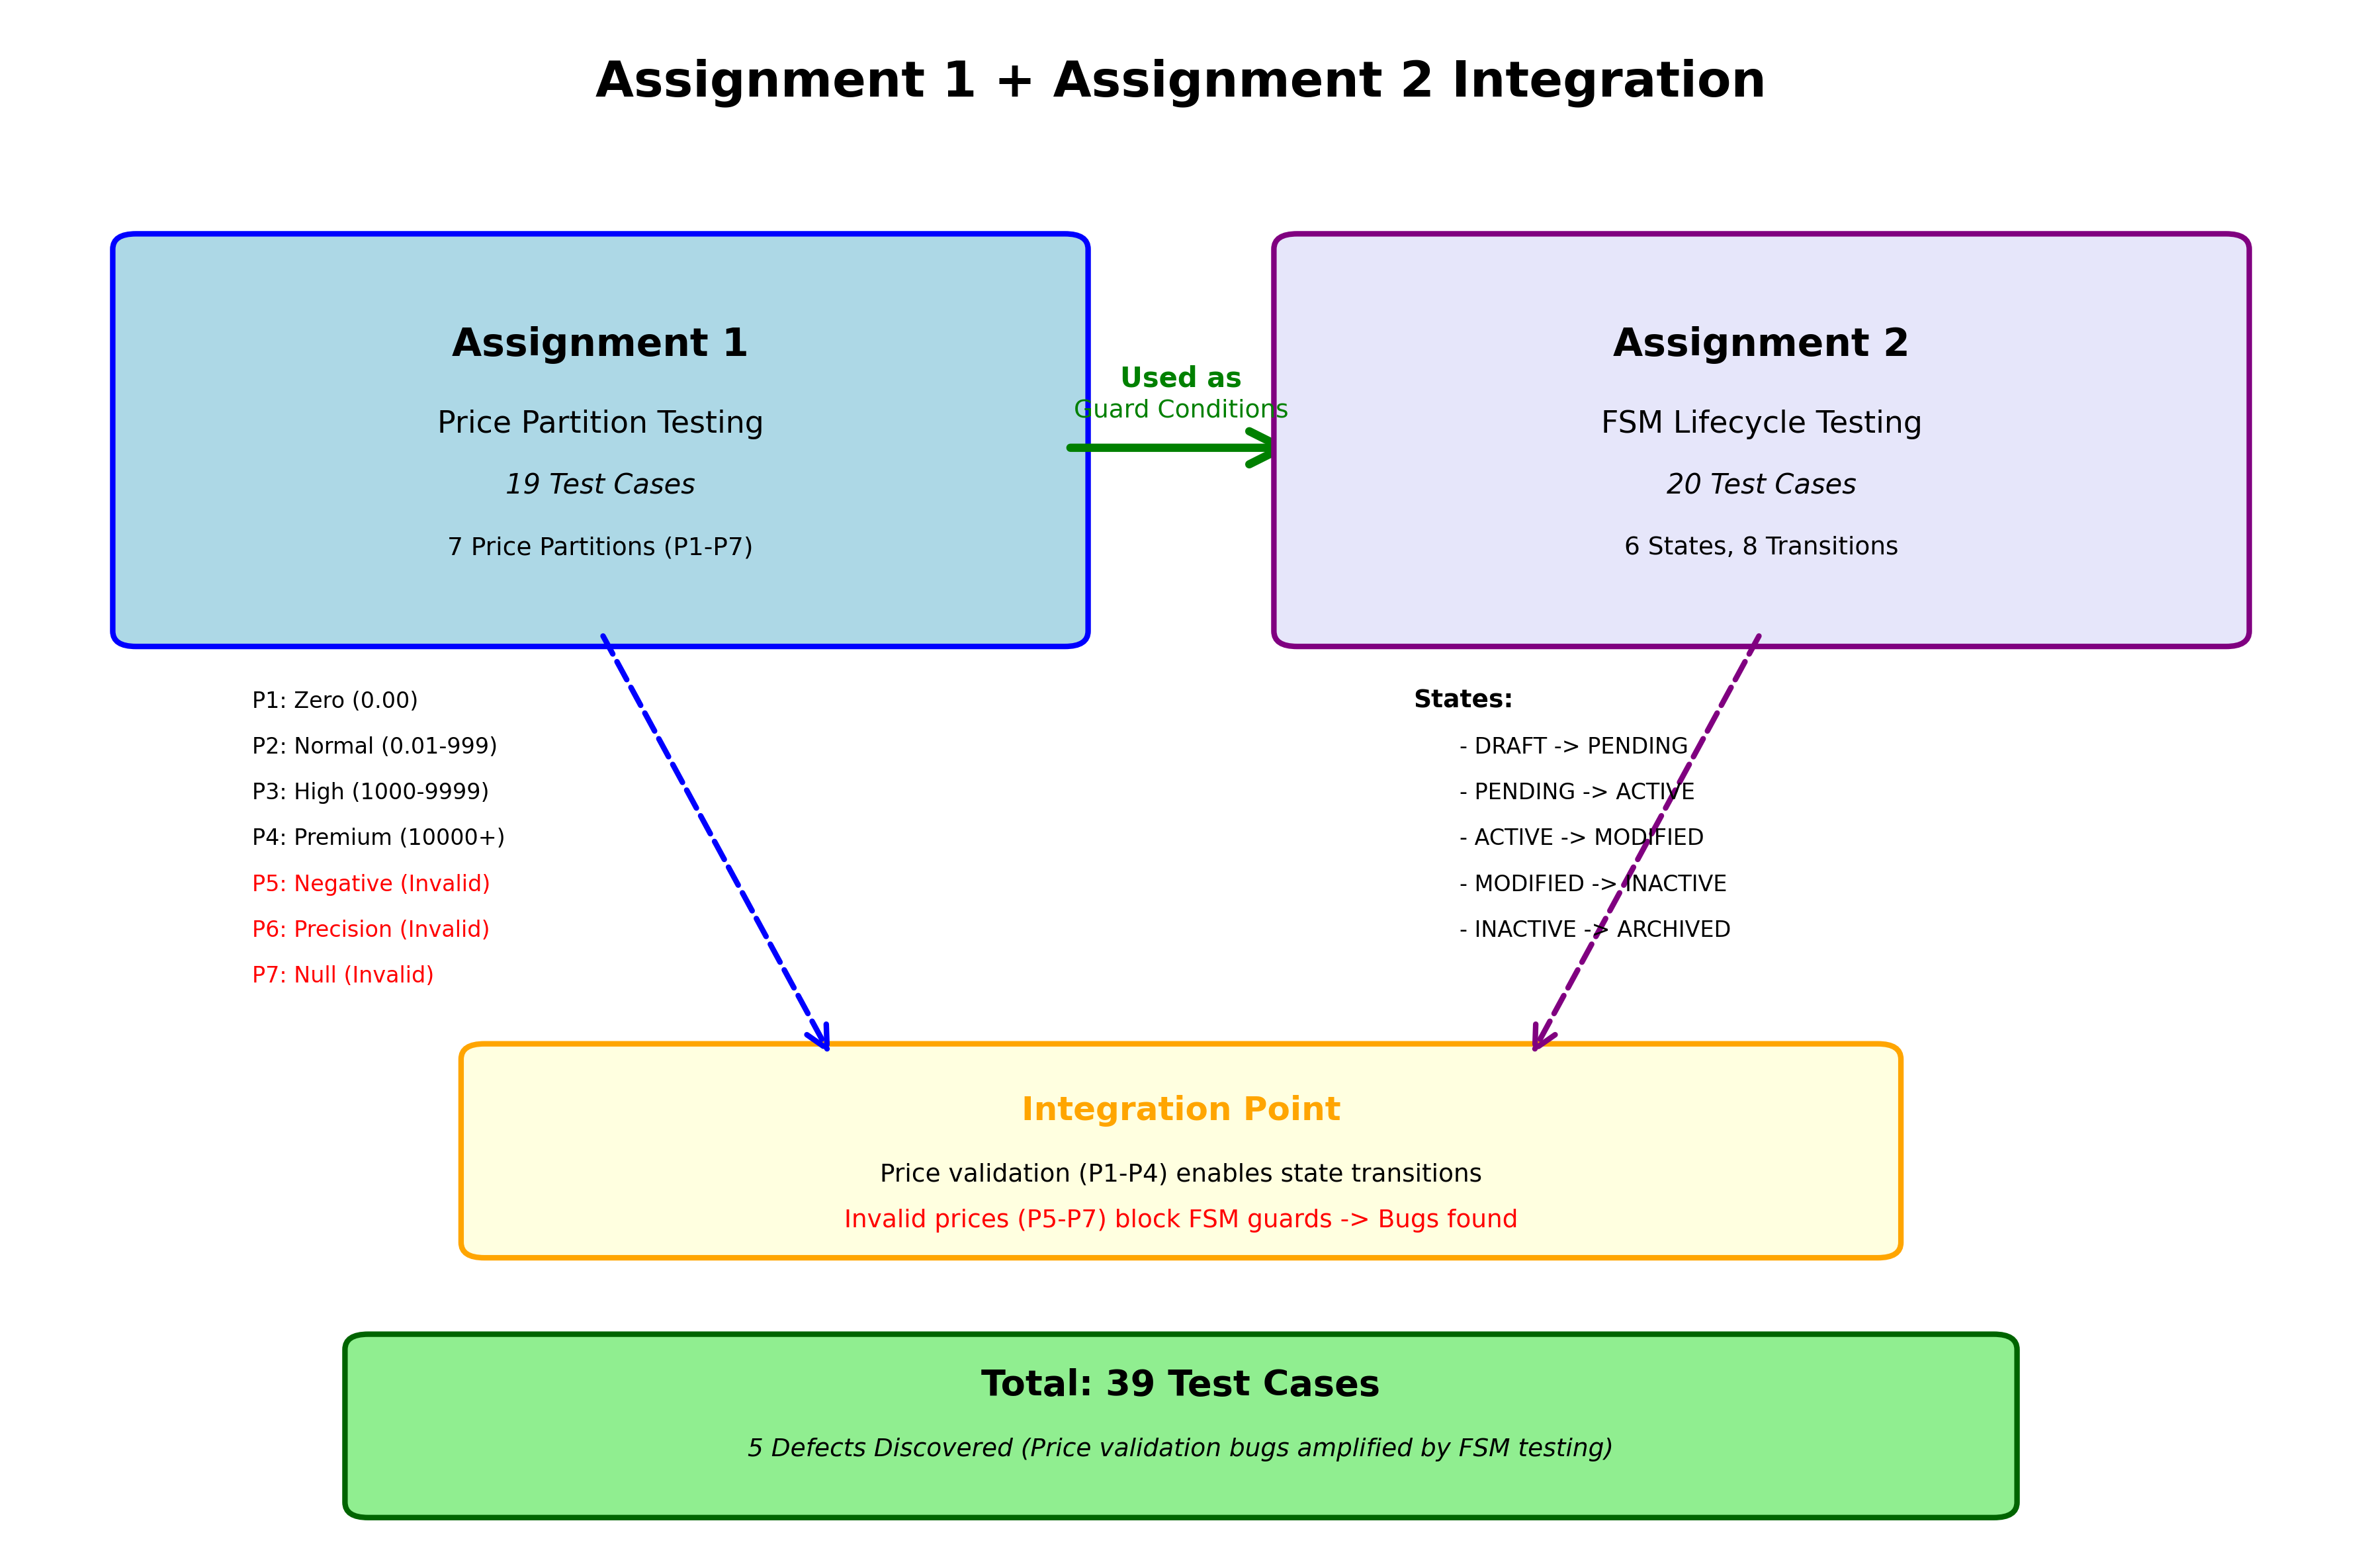 Assignment 1 + Assignment 2 Integration
Assignment 1
Price Partition Testing
19 Test Cases
7 Price Partitions (P1-P7)
Used as
Guard Conditions
Assignment 2
FSM Lifecycle Testing
20 Test Cases
6 States, 8 Transitions
P1: Zero (0.00)
P2: Normal (0.01-999)
P3: High (1000-9999)
P4: Premium (10000+)
P5: Negative (Invalid)
P6: Precision (Invalid)
P7: Null (Invalid)
States:
- DRAFT -> PENDING
- PENDING -> ACTIVE
- ACTIVE -> MODIFIED
- MODIFIED -> INACTIVE
- INACTIVE -> ARCHIVED
Integration Point
Price validation (P1-P4) enables state transitions
Invalid prices (P5-P7) block FSM guards -> Bugs found
Total: 39 Test Cases
5 Defects Discovered (Price validation bugs amplified by FSM testing)